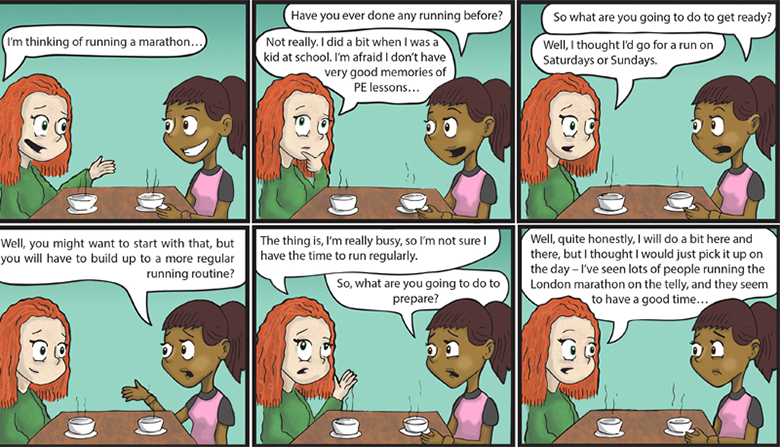 I'm thinking of running a marathon…
Have you ever done any running before?
Not really. I did a bit when I was a
kid at school. I'm afraid I don't have
very good memories of
PE lessons…
So what are you going to do to get ready?
Well, I thought I'd go for a run on
Saturdays or Sundays.
Well, you might want to start with that, but
you will have to build up to a more regular
running routine?
The thing is, I'm really busy, so I'm not sure I
have the time to run regularly.
So, what are you going to do to
prepare?
Well, quite honestly, I will do a bit here and
there, but I thought I would just pick it up on
the day – I've seen lots of people running the
London marathon on the telly, and they seem
to have a good time…